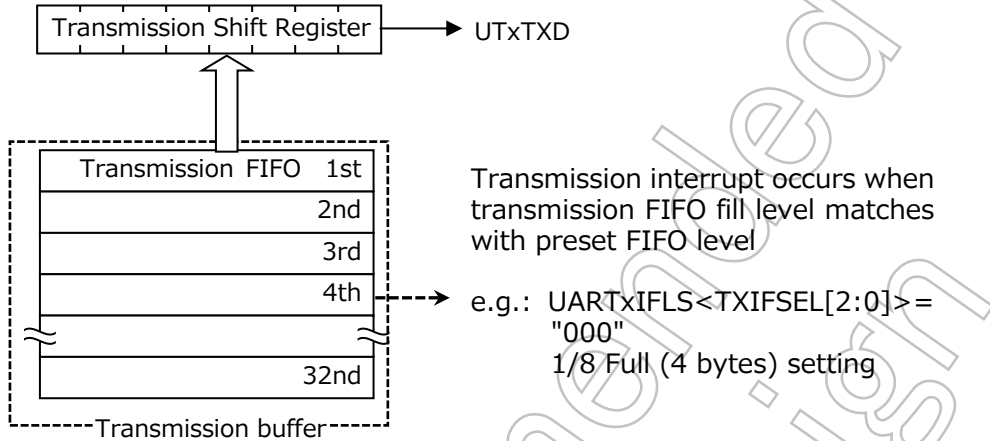 Transmission Shift Register
UTxTXD
Transmission FIFO 1st
2nd
3rd
4th
32nd
Transmission buffer
Transmission interrupt occurs when
transmission FIFO fill level matches
with preset FIFO level
e.g.: UARTxIFLS<TXIFSEL[2:0]>=
"000"
1/8 Full (4 bytes) setting